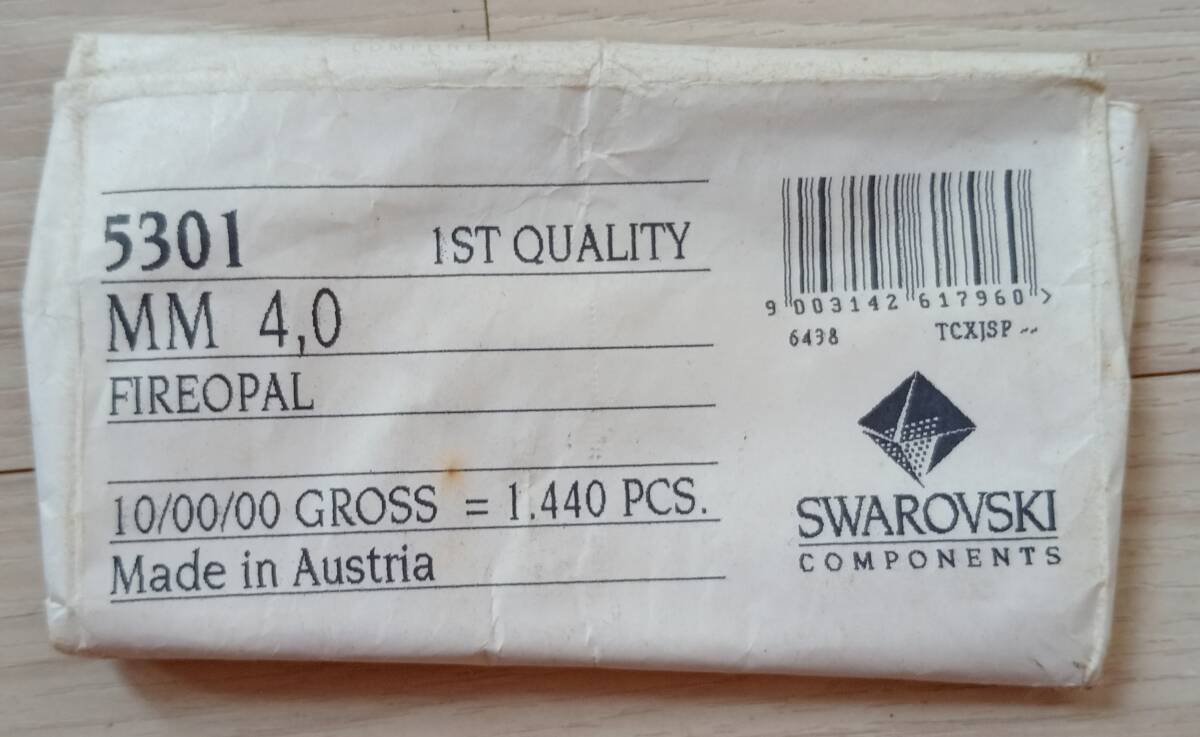 COMPONENTS
5301 1ST QUALITY
MM 4,0
FIREOPAL
10/00/00 GROSS = 1.440 PCS.
Made in Austria
9 003142 617960 >
6438 TCXJSP --
SWAROVSKI
COMPONENTS